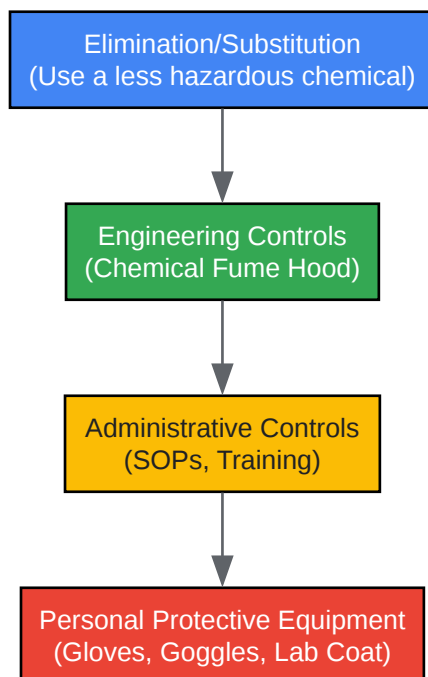 Elimination/Substitution
(Use a less hazardous chemical)
Engineering Controls
(Chemical Fume Hood)
Administrative Controls
(SOPs, Training)
Personal Protective Equipment
(Gloves, Goggles, Lab Coat)